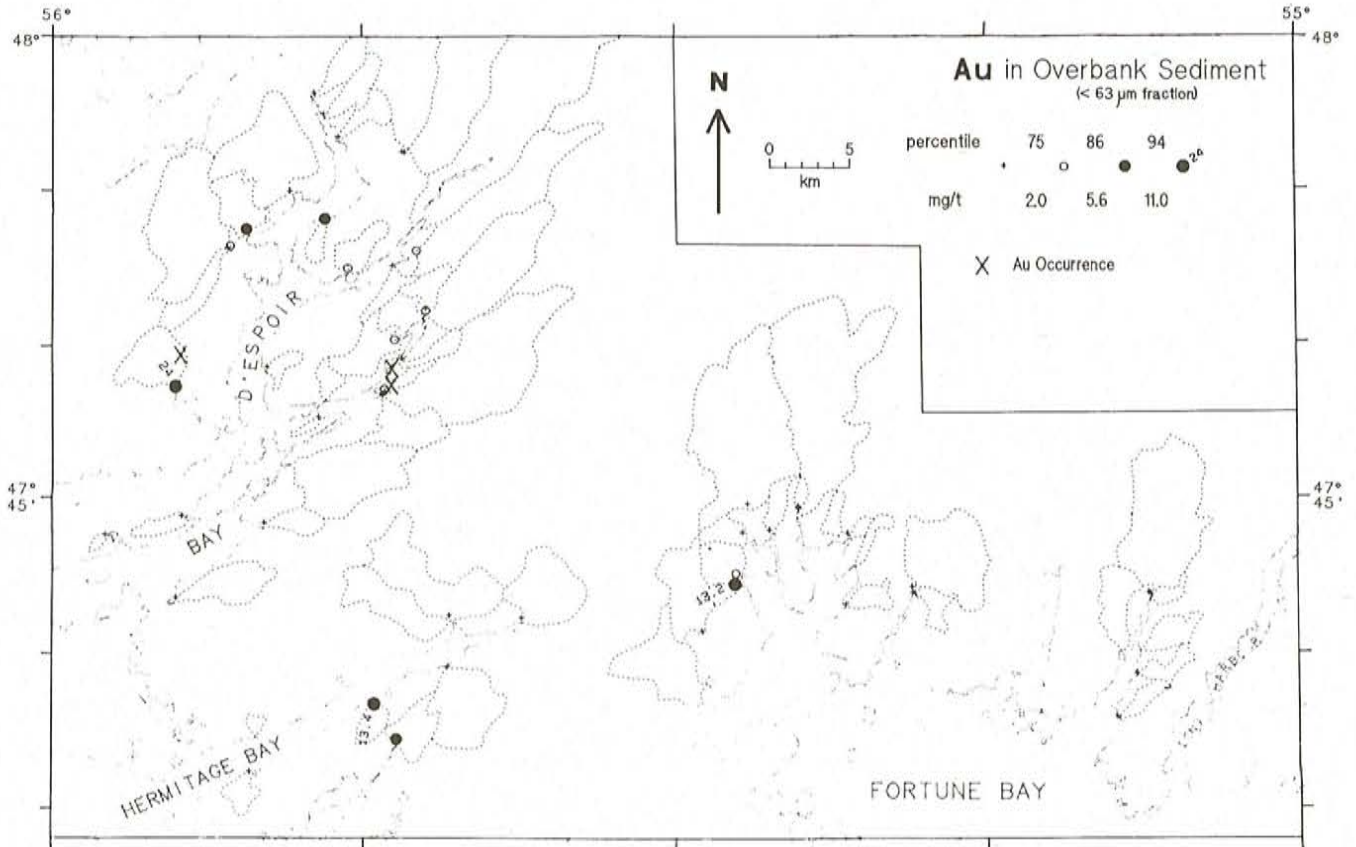 56°
55°
48°
48°
Au in Overbank Sediment
(< 63 µm fraction)
N
0 5
km
percentile 75 86 94
mg/t 2.0 5.6 11.0
X Au Occurrence
D'ESPOIR
47°
45'
47°
45'
BAY
13.2
13.4
HERMITAGE BAY
FORTUNE BAY